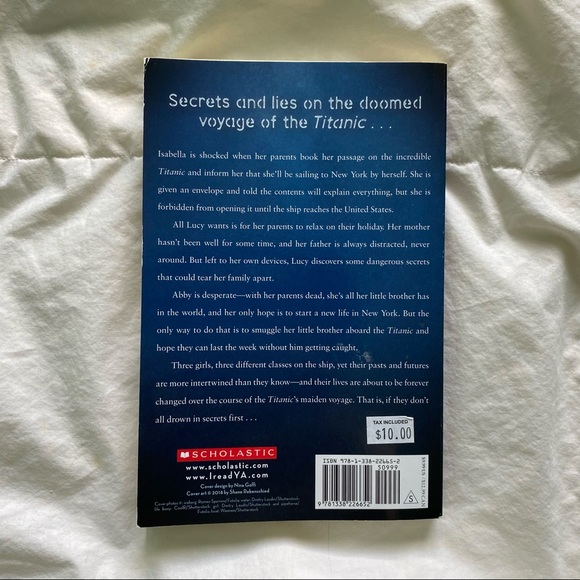 Secrets and lies on the doomed
voyage of the Titanic . . .
Isabella is shocked when her parents book her passage on the incredible
Titanic and inform her that she'll be sailing to New York by herself. She is
given an envelope and told the contents will explain everything, but she is
forbidden from opening it until the ship reaches the United States.
All Lucy wants is for her parents to relax on their holiday. Her mother
hasn't been well for some time, and her father is always distracted, never
around. But left to her own devices, Lucy discovers some dangerous secrets
that could tear her family apart.
Abby is desperate—with her parents dead, she's all her little brother has
in the world, and her only hope is to start a new life in New York. But the
only way to do that is to smuggle her little brother aboard the Titanic and
hope they can last the week without him getting caught.
Three girls, three different classes on the ship, yet their pasts and futures
are more intertwined than they know—and their lives are about to be forever
changed over the course of the Titanic's maiden voyage. That is, if they don't
all drown in secrets first . . .
TAX INCLUDED
$10.00
SCHOLASTIC
www.scholastic.com
www.IreadYA.com
Cover design by Nina Goffi
Cover art © 2018 by Shane Rebenschied
ISBN 978-1-338-22665-2
50999
9 781338 226652
S